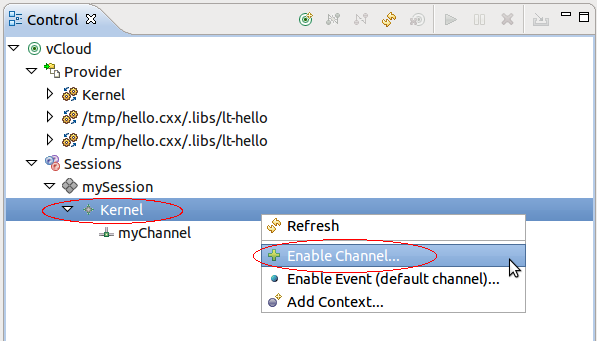 Control
vCloud
Provider
Kernel
/tmp/hello.cxx/.libs/lt-hello
/tmp/hello.cxx/.libs/lt-hello
Sessions
mySession
Kernel
myChannel
Refresh
Enable Channel...
Enable Event (default channel)...
Add Context...